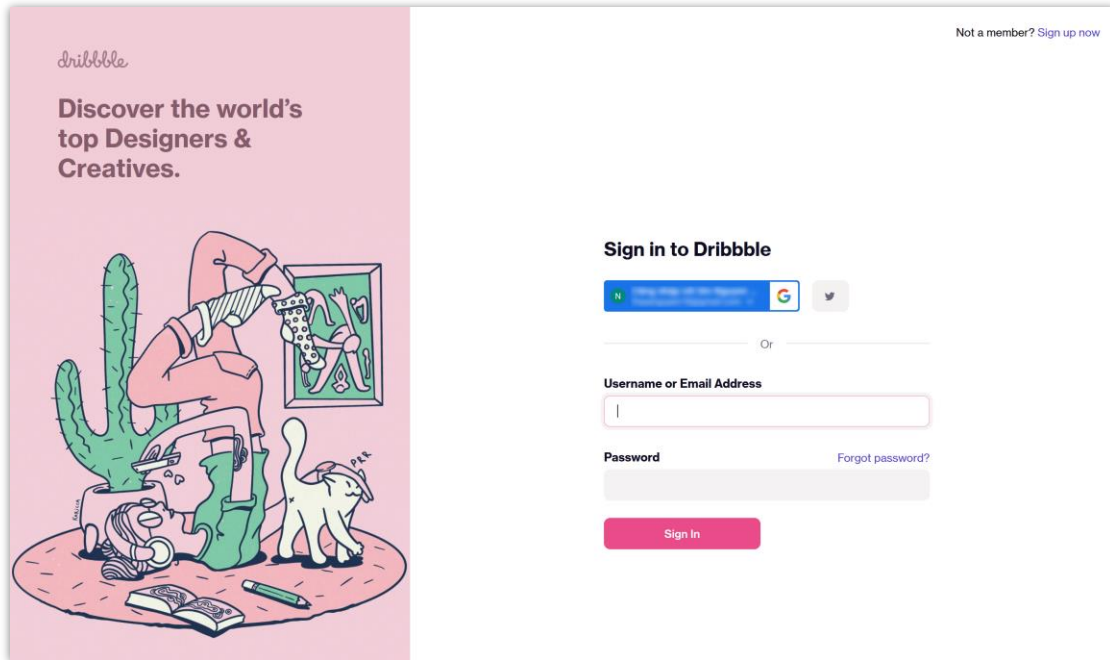 Not a member? Sign up now
dribbble
Discover the world's
top Designers &
Creatives.
PRR
Sign in to Dribbble
N
Or
Username or Email Address
Password Forgot password?
Sign In